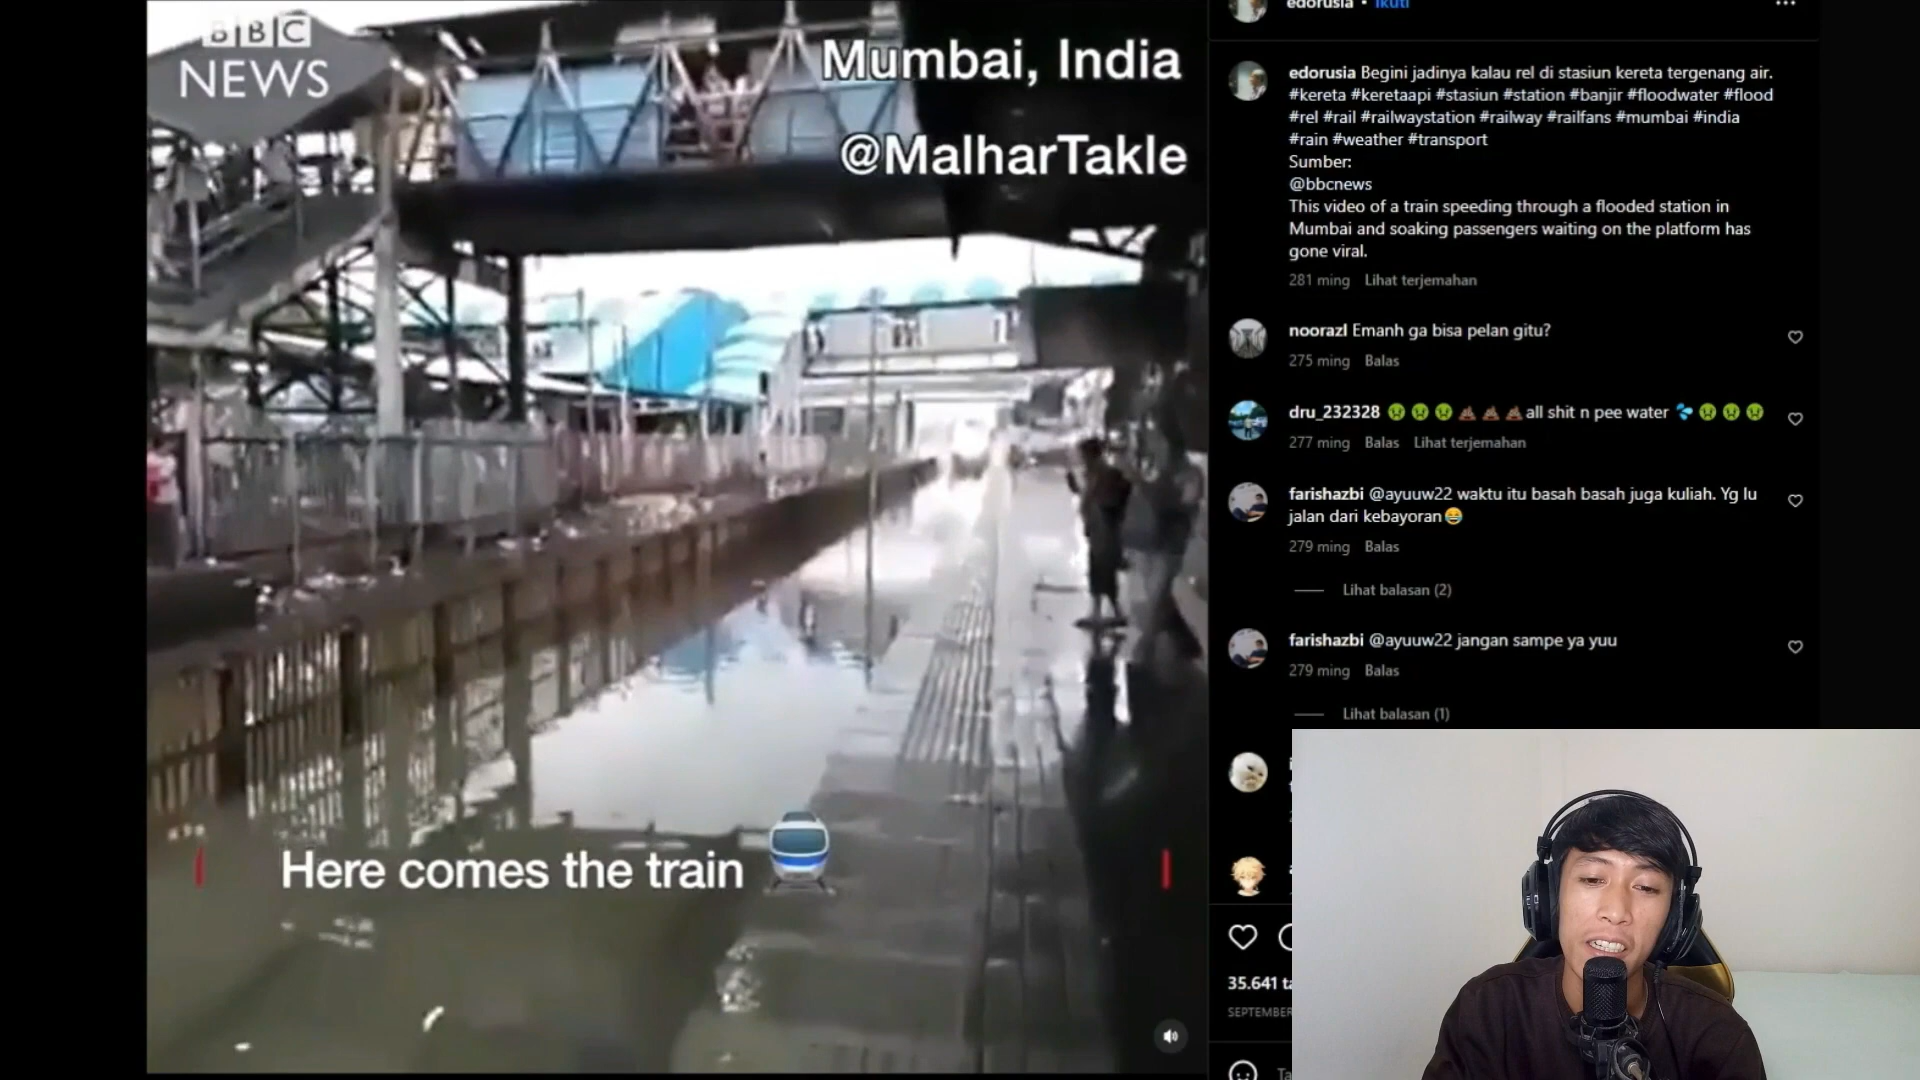 BBC
NEWS
Mumbai, India
@MalharTakle
Here comes the train
edorusia • Ikuti
edorusia Begini jadinya kalau rel di stasiun kereta tergenang air.
#kereta #keretaapi #stasiun #station #banjir #floodwater #flood
#rel #rail #railwaystation #railway #railfans #mumbai #india
#rain #weather #transport
Sumber:
@bbcnews
This video of a train speeding through a flooded station in
Mumbai and soaking passengers waiting on the platform has
gone viral.
281 ming Lihat terjemahan
noorazl Emanh ga bisa pelan gitu?
275 ming Balas
dru_232328 🤢🤢🤢💩💩💩all shit n pee water 💦🤢🤢🤢
277 ming Balas Lihat terjemahan
farishazbi @ayuuw22 waktu itu basah basah juga kuliah. Yg lu
jalan dari kebayoran😂
279 ming Balas
Lihat balasan (2)
farishazbi @ayuuw22 jangan sampe ya yuu
279 ming Balas
Lihat balasan (1)
35.641
SEPTEMBER